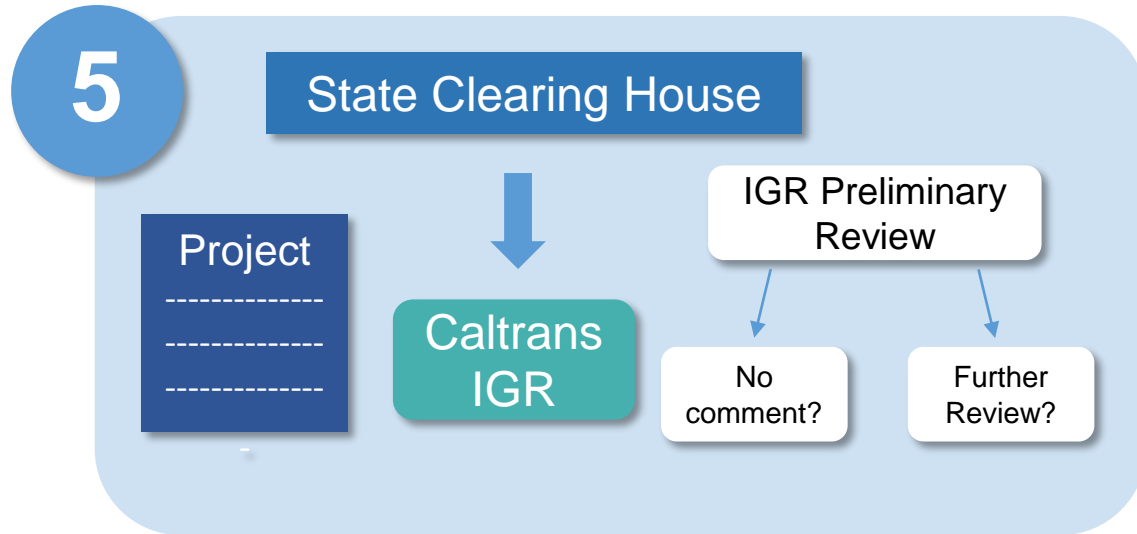 5
State Clearing House
Project
--------------
--------------
--------------
-
Caltrans
IGR
IGR Preliminary
Review
No
comment?
Further
Review?